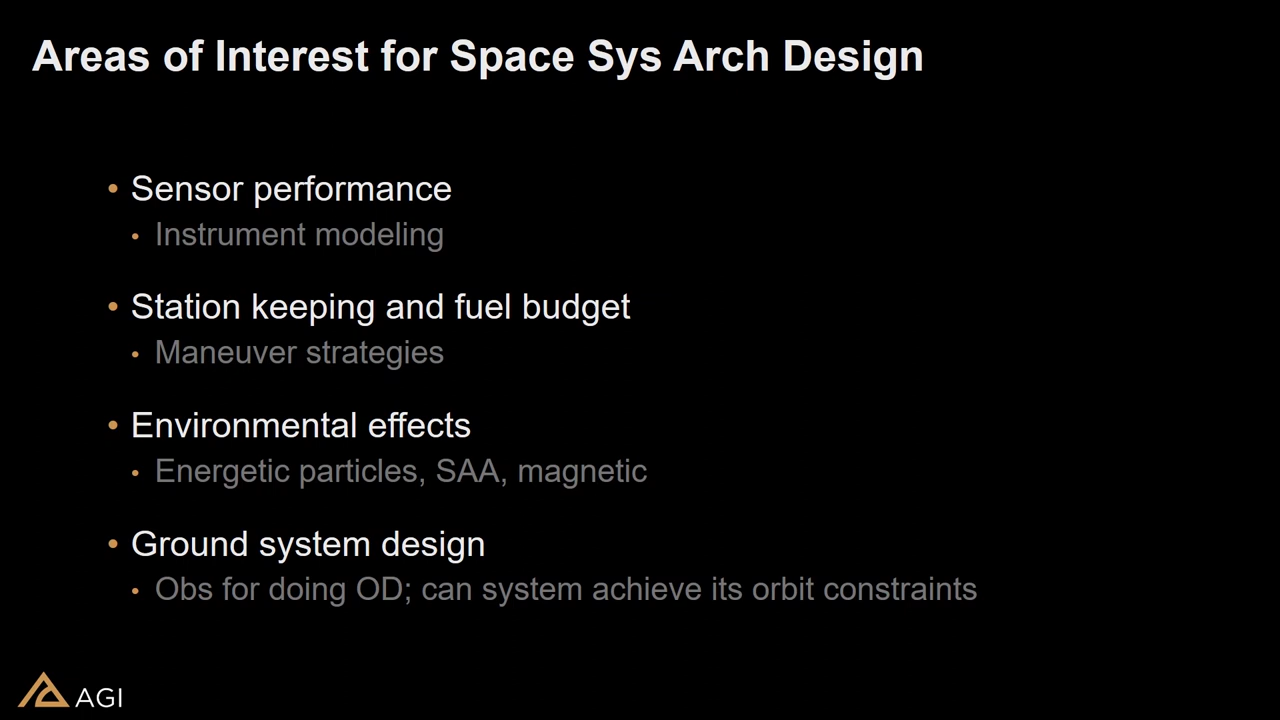 Areas of Interest for Space Sys Arch Design
• Sensor performance
• Instrument modeling
• Station keeping and fuel budget
• Maneuver strategies
• Environmental effects
• Energetic particles, SAA, magnetic
• Ground system design
• Obs for doing OD; can system achieve its orbit constraints
AGI